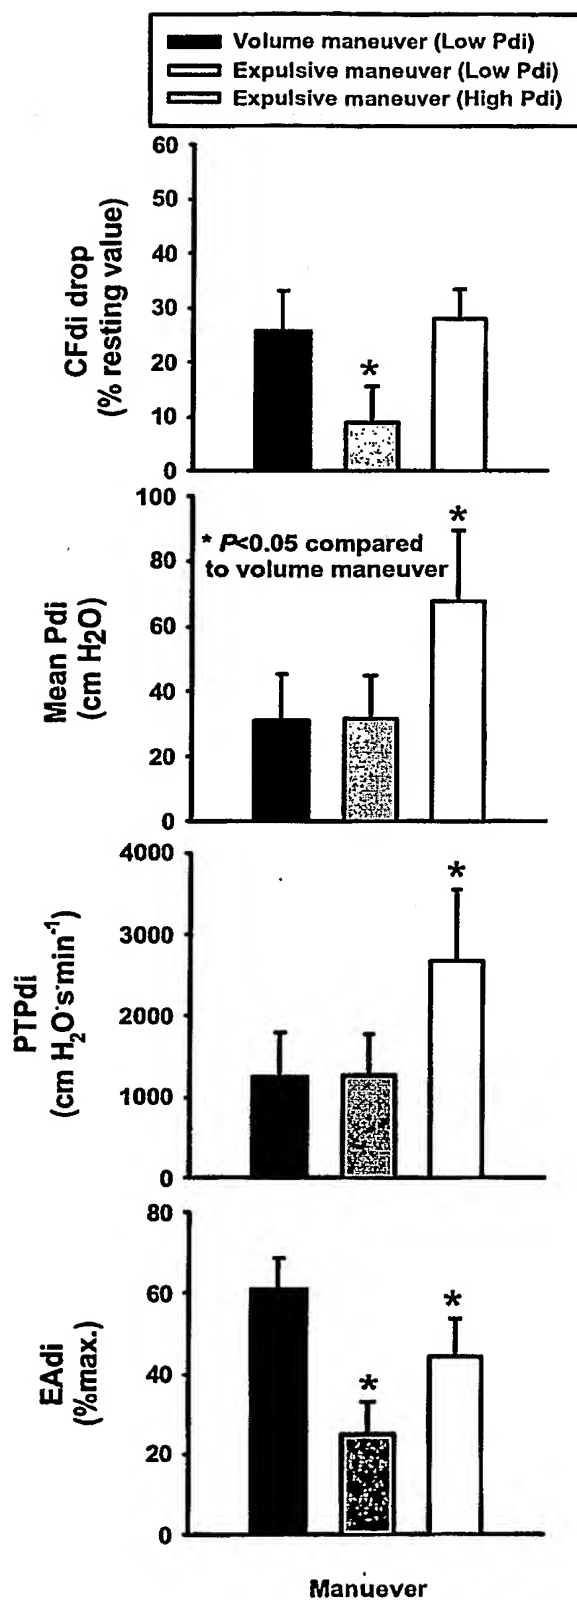 Volume maneuver (Low Pdi)
Expulsive maneuver (Low Pdi)
Expulsive maneuver (High Pdi)
60
50
40
30
20
10
0
CFdi drop
(% resting value)
*
100
80
60
40
20
0
Mean Pdi
(cm H2O)
* P<0.05 compared
to volume maneuver
*
4000
3000
2000
1000
0
PTPdi
(cm H₂O·s·min⁻¹)
*
80
60
40
20
0
EAdi
(%max.)
*
*
Manuever